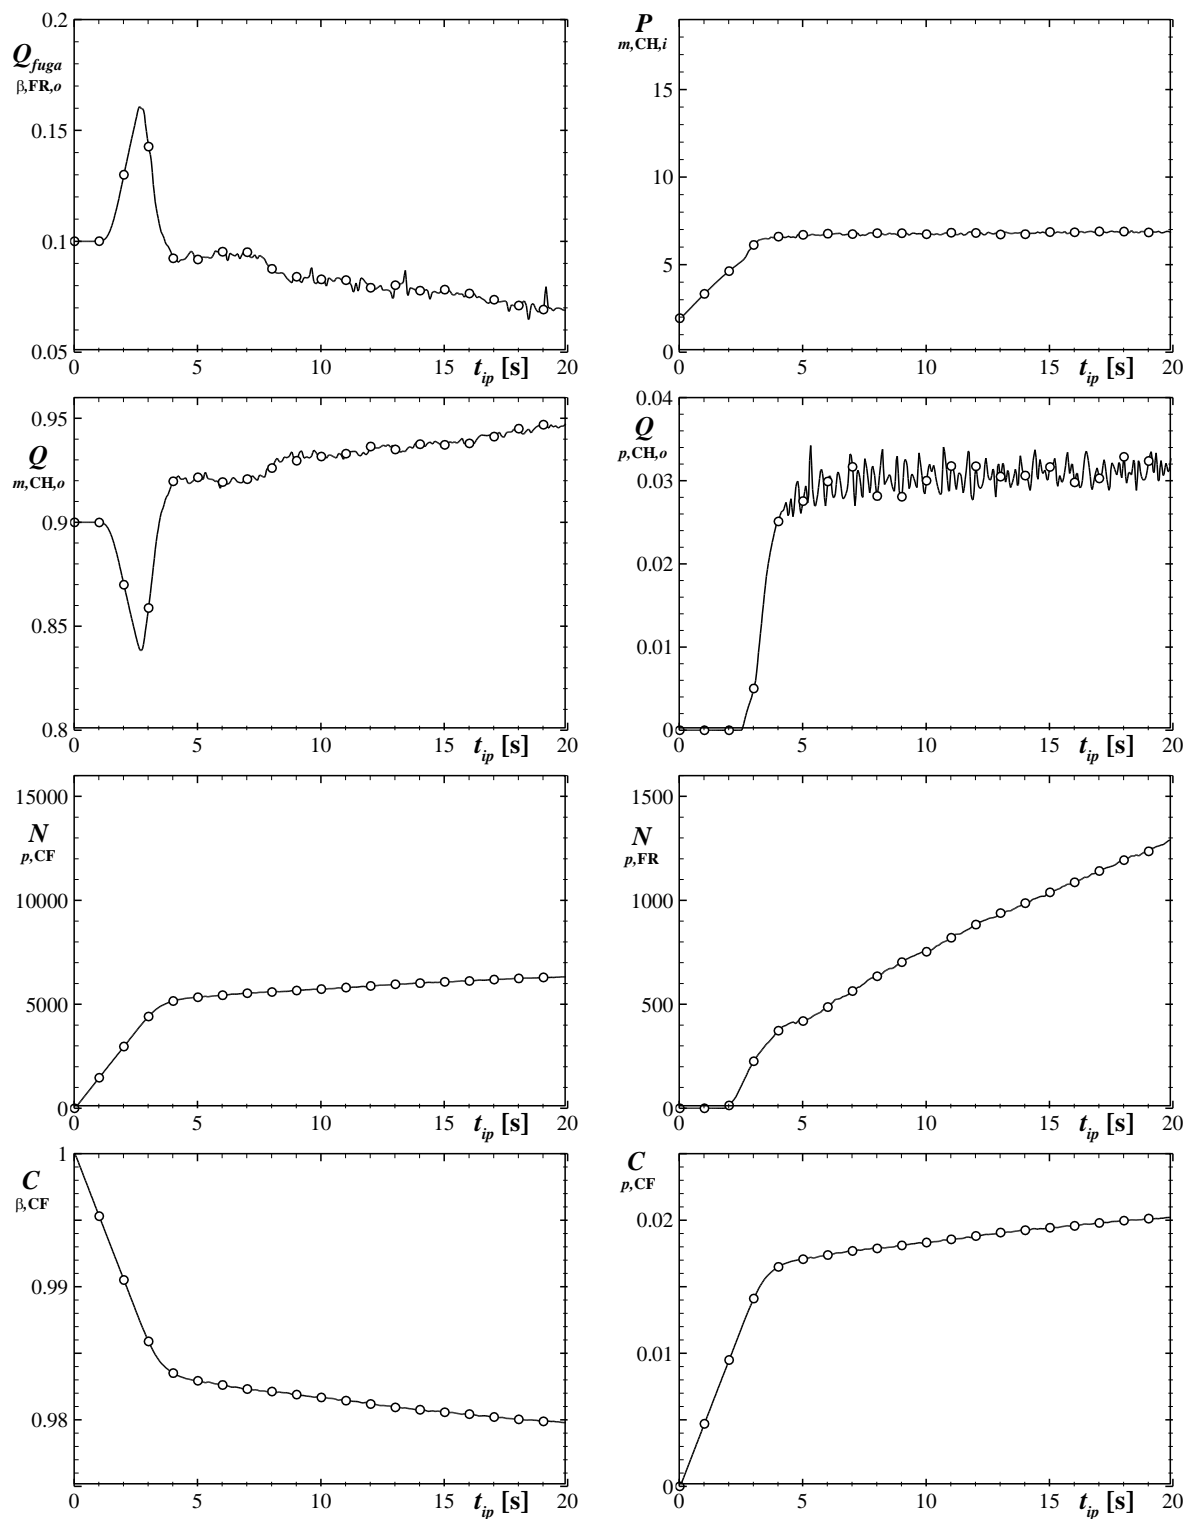 0.2
Q fuga
β,FR,o
0.15
0.1
0.05
0 5 10 15 20
t ip [s]
P
m,CH,i
15
10
5
0
0 5 10 15 20
t ip [s]
0.95
Q
m,CH,o
0.9
0.85
0.8
0 5 10 15 20
t ip [s]
0.04
Q
p,CH,o
0.03
0.02
0.01
0
0 5 10 15 20
t ip [s]
15000
N
p,CF
10000
5000
0
0 5 10 15 20
t ip [s]
1500
N
p,FR
1000
500
0
0 5 10 15 20
t ip [s]
1
C
β,CF
0.99
0.98
0 5 10 15 20
t ip [s]
C
p,CF
0.02
0.01
0
0 5 10 15 20
t ip [s]